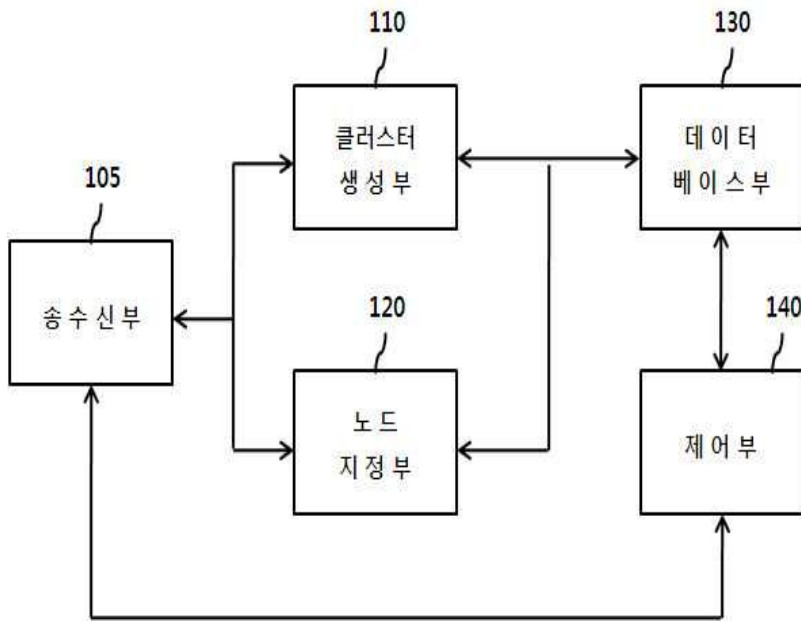 110
클러스터
생성부
130
데이터
베이스부
105
송수신부
120
노드
지정부
140
제어부